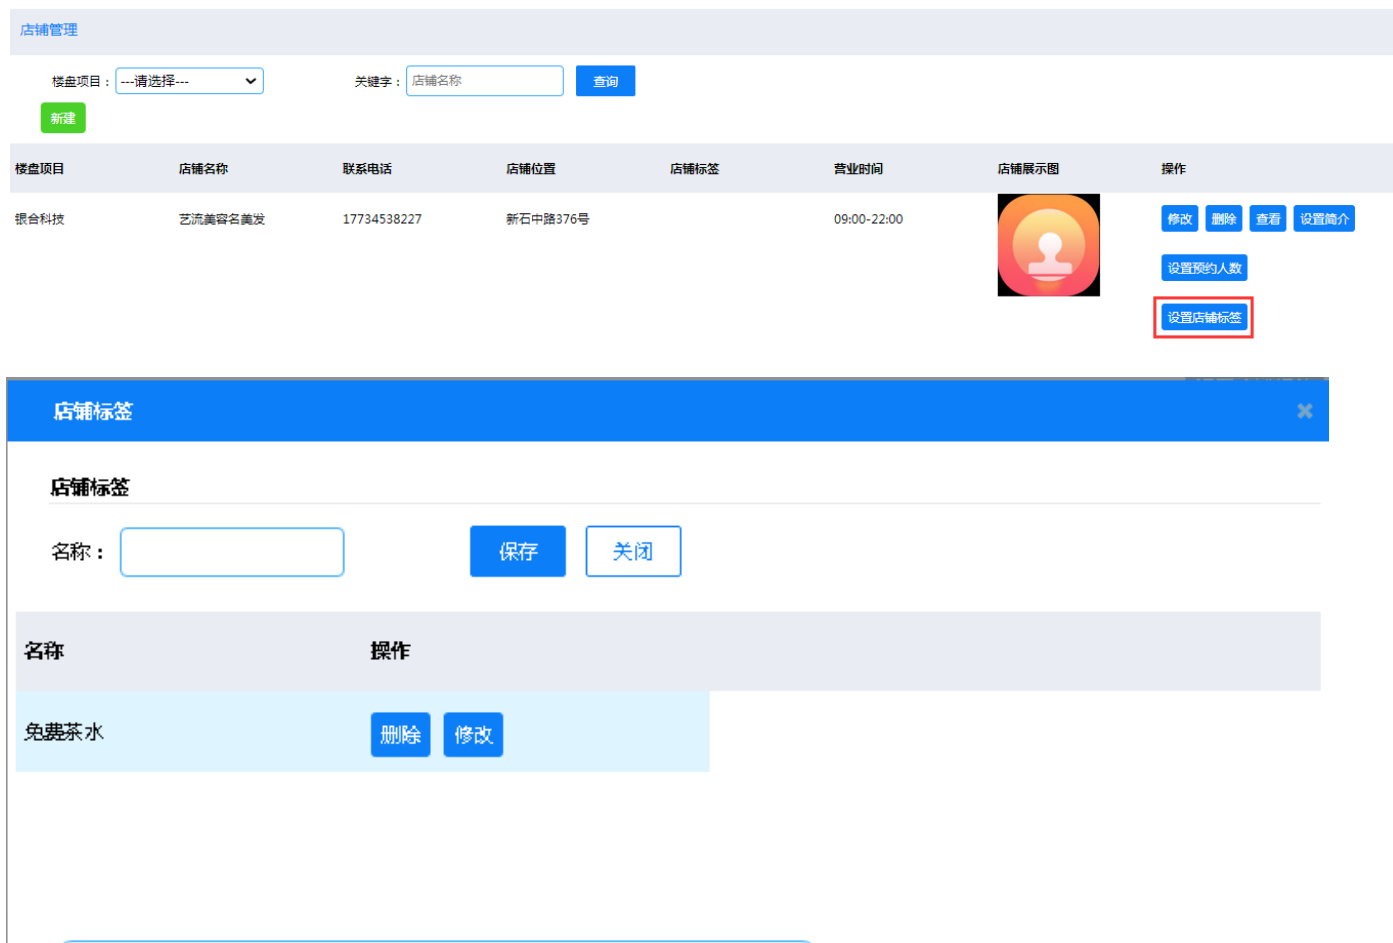 店铺管理
楼盘项目： ---请选择--- 关键字： 店铺名称 查询
新建
楼盘项目 店铺名称 联系电话 店铺位置 店铺标签 营业时间 店铺展示图 操作
银合科技 艺流美容名美发 17734538227 新石中路376号 09:00-22:00 修改 删除 查看 设置简介
设置预约人数
设置店铺标签
店铺标签
店铺标签
名称： 保存 关闭
名称 操作
免费茶水 删除 修改